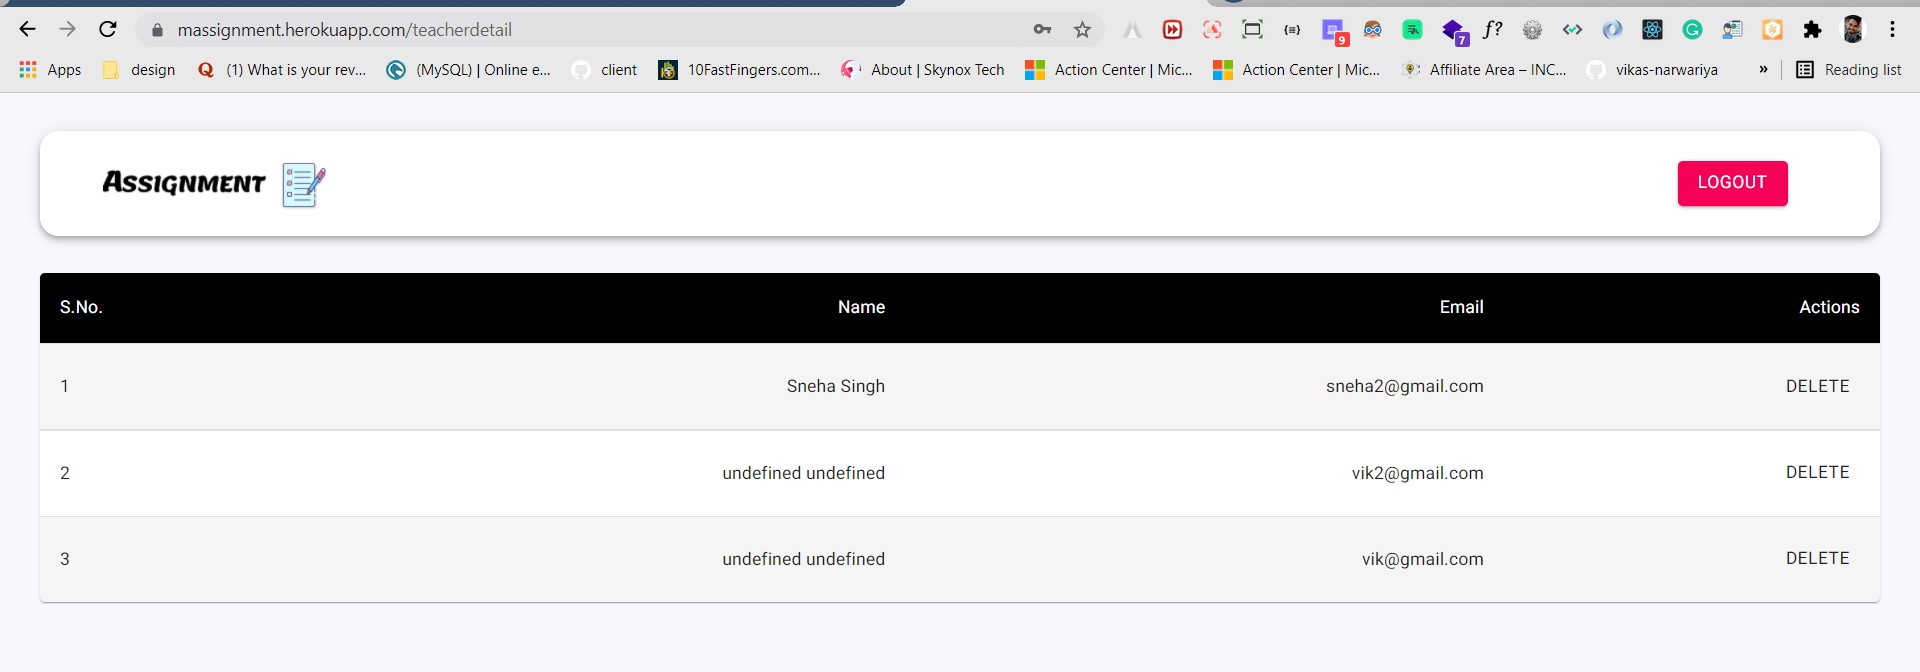 massignment.herokuapp.com/teacherdetail
{≡} 9 7 f?
Apps design (1) What is your rev... (MySQL) | Online e... client 10FastFingers.com... About | Skynox Tech Action Center | Mic... Action Center | Mic... Affiliate Area – INC... vikas-narwariya » Reading list
Assignment LOGOUT
S.No. Name Email Actions
1 Sneha Singh sneha2@gmail.com DELETE
2 undefined undefined vik2@gmail.com DELETE
3 undefined undefined vik@gmail.com DELETE